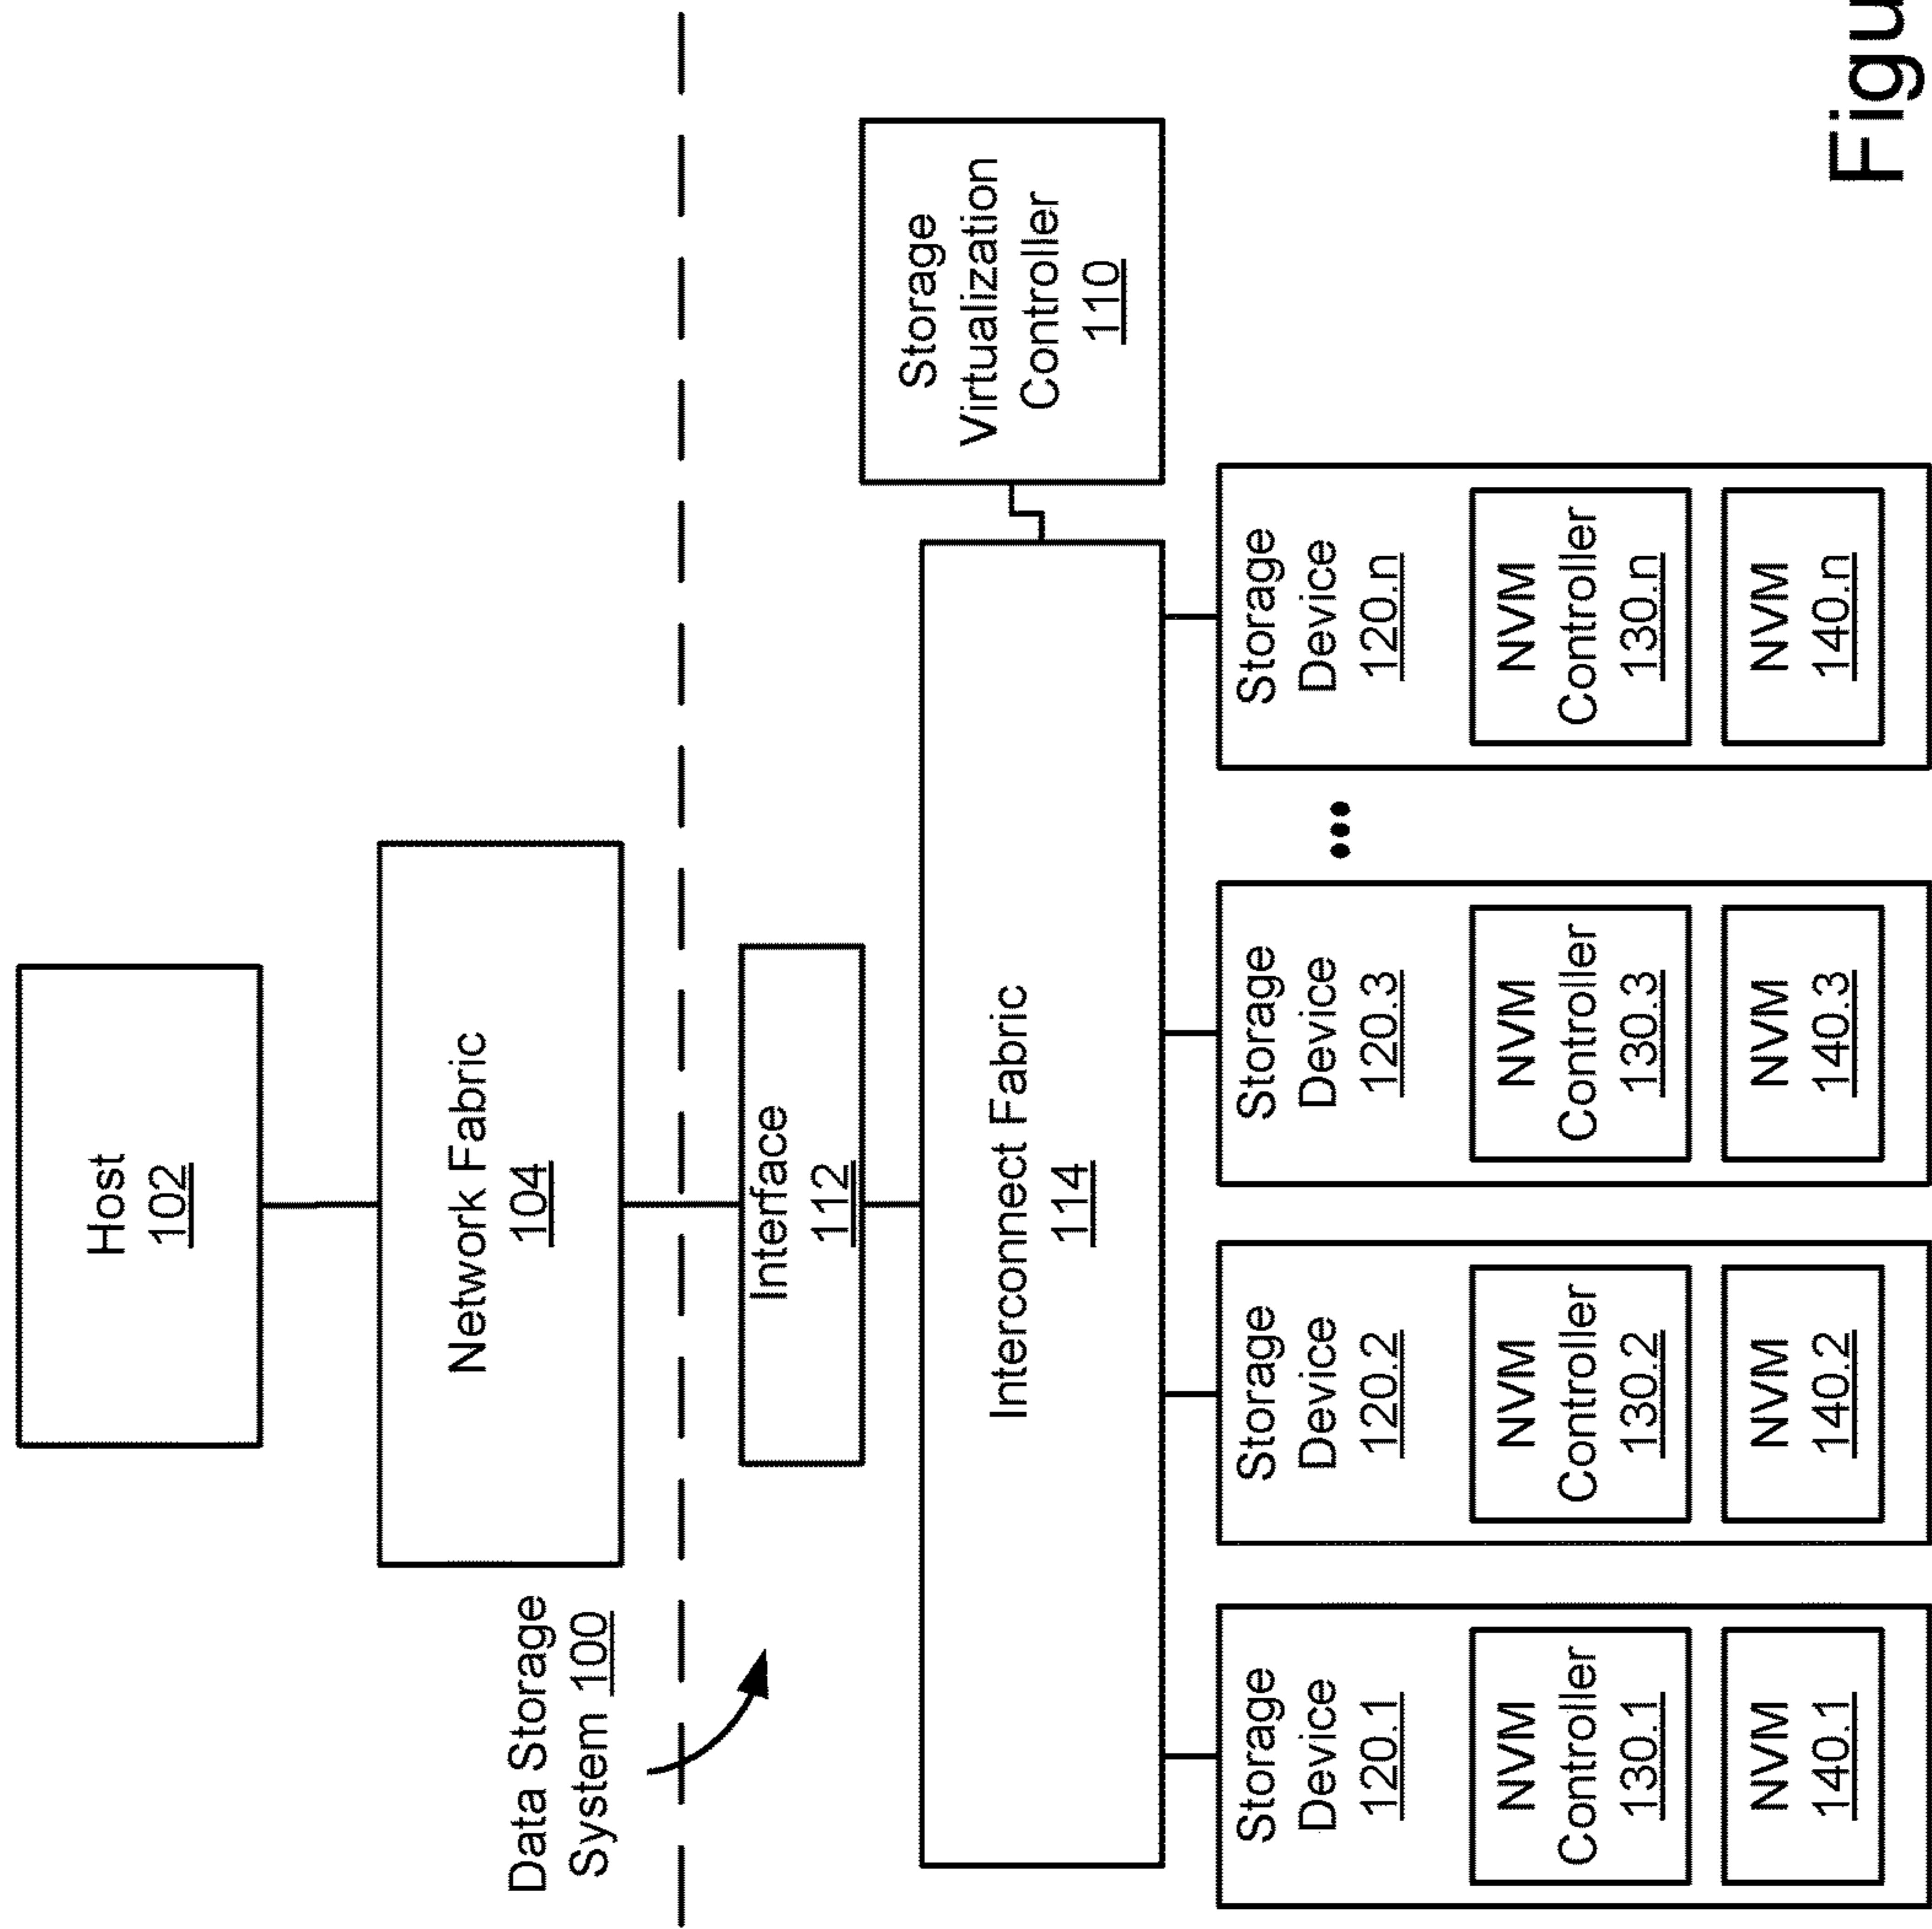 Host
102
Network Fabric
104
Data Storage
System 100
Interface
112
Interconnect Fabric
114
Storage
Virtualization
Controller
110
Storage
Device
120.1
NVM
Controller
130.1
NVM
140.1
Storage
Device
120.2
NVM
Controller
130.2
NVM
140.2
Storage
Device
120.3
NVM
Controller
130.3
NVM
140.3
•••
Storage
Device
120.n
NVM
Controller
130.n
NVM
140.n